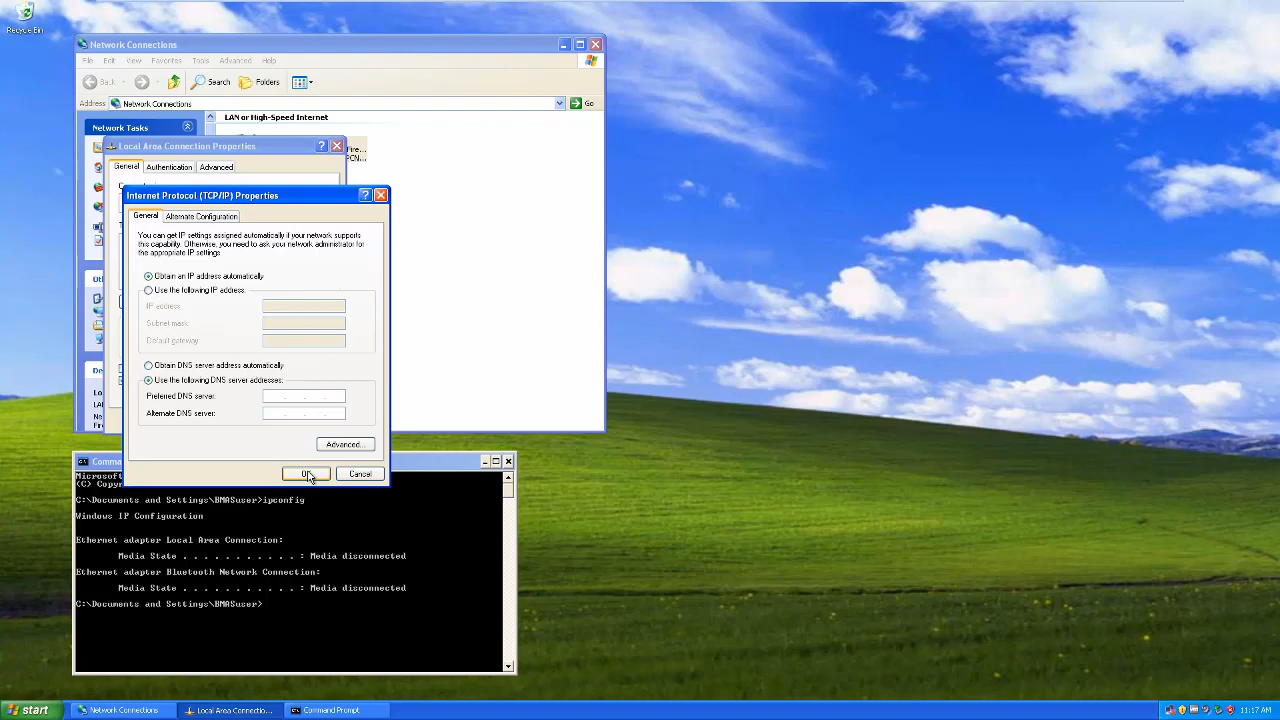 Recycle Bin
Network Connections
File Edit View Favorites Tools Advanced Help
Back Search Folders
Address Network Connections Go
Network Tasks
LAN or High-Speed Internet
Local Area Connection Properties
General Authentication Advanced
Internet Protocol (TCP/IP) Properties
General Alternate Configuration
You can get IP settings assigned automatically if your network supports
this capability. Otherwise, you need to ask your network administrator for
the appropriate IP settings.
Obtain an IP address automatically
Use the following IP address:
IP address:
Subnet mask:
Default gateway:
Obtain DNS server address automatically
Use the following DNS server addresses:
Preferred DNS server:
Alternate DNS server:
Advanced...
OK Cancel
C:\Documents and Settings\BMASuser>ipconfig
Windows IP Configuration
Ethernet adapter Local Area Connection:
Media State . . . . . . . . . . . : Media disconnected
Ethernet adapter Bluetooth Network Connection:
Media State . . . . . . . . . . . : Media disconnected
C:\Documents and Settings\BMASuser>
start Network Connections Local Area Connectio... Command Prompt 11:17 AM